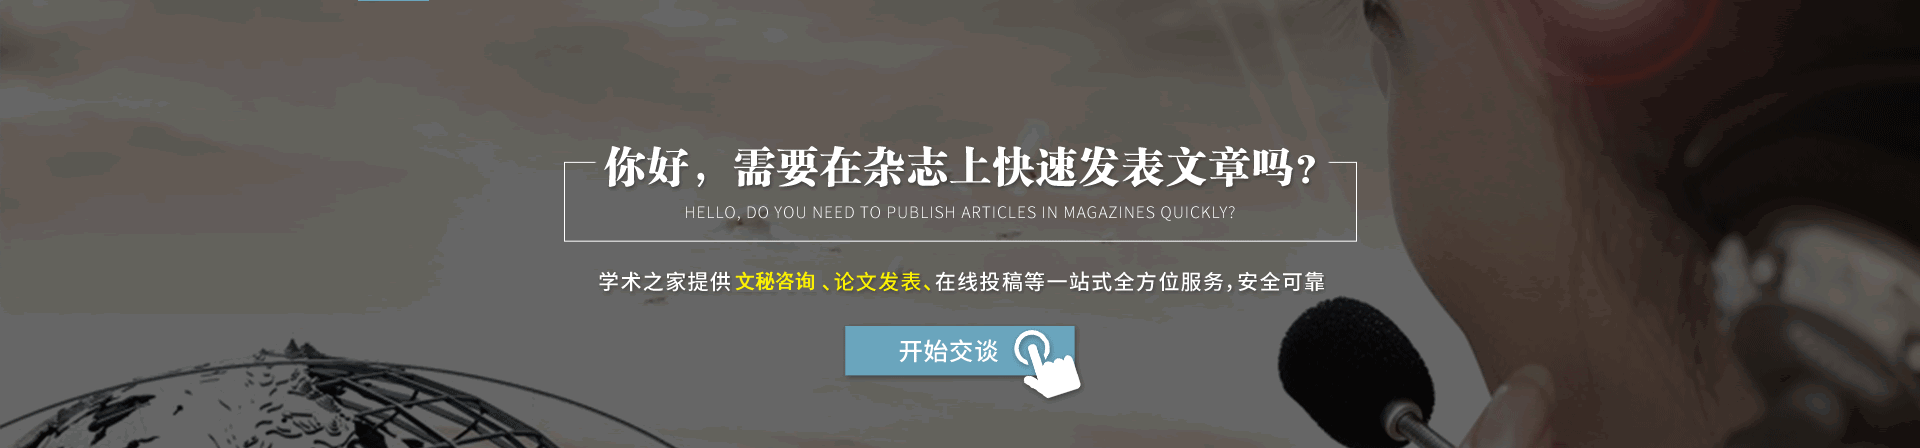 你好，需要在杂志上快速发表文章吗?
HELLO, DO YOU NEED TO PUBLISH ARTICLES IN MAGAZINES QUICKLY?
学术之家提供 文秘咨询、论文发表、在线投稿等一站式全方位服务,安全可靠
开始交谈